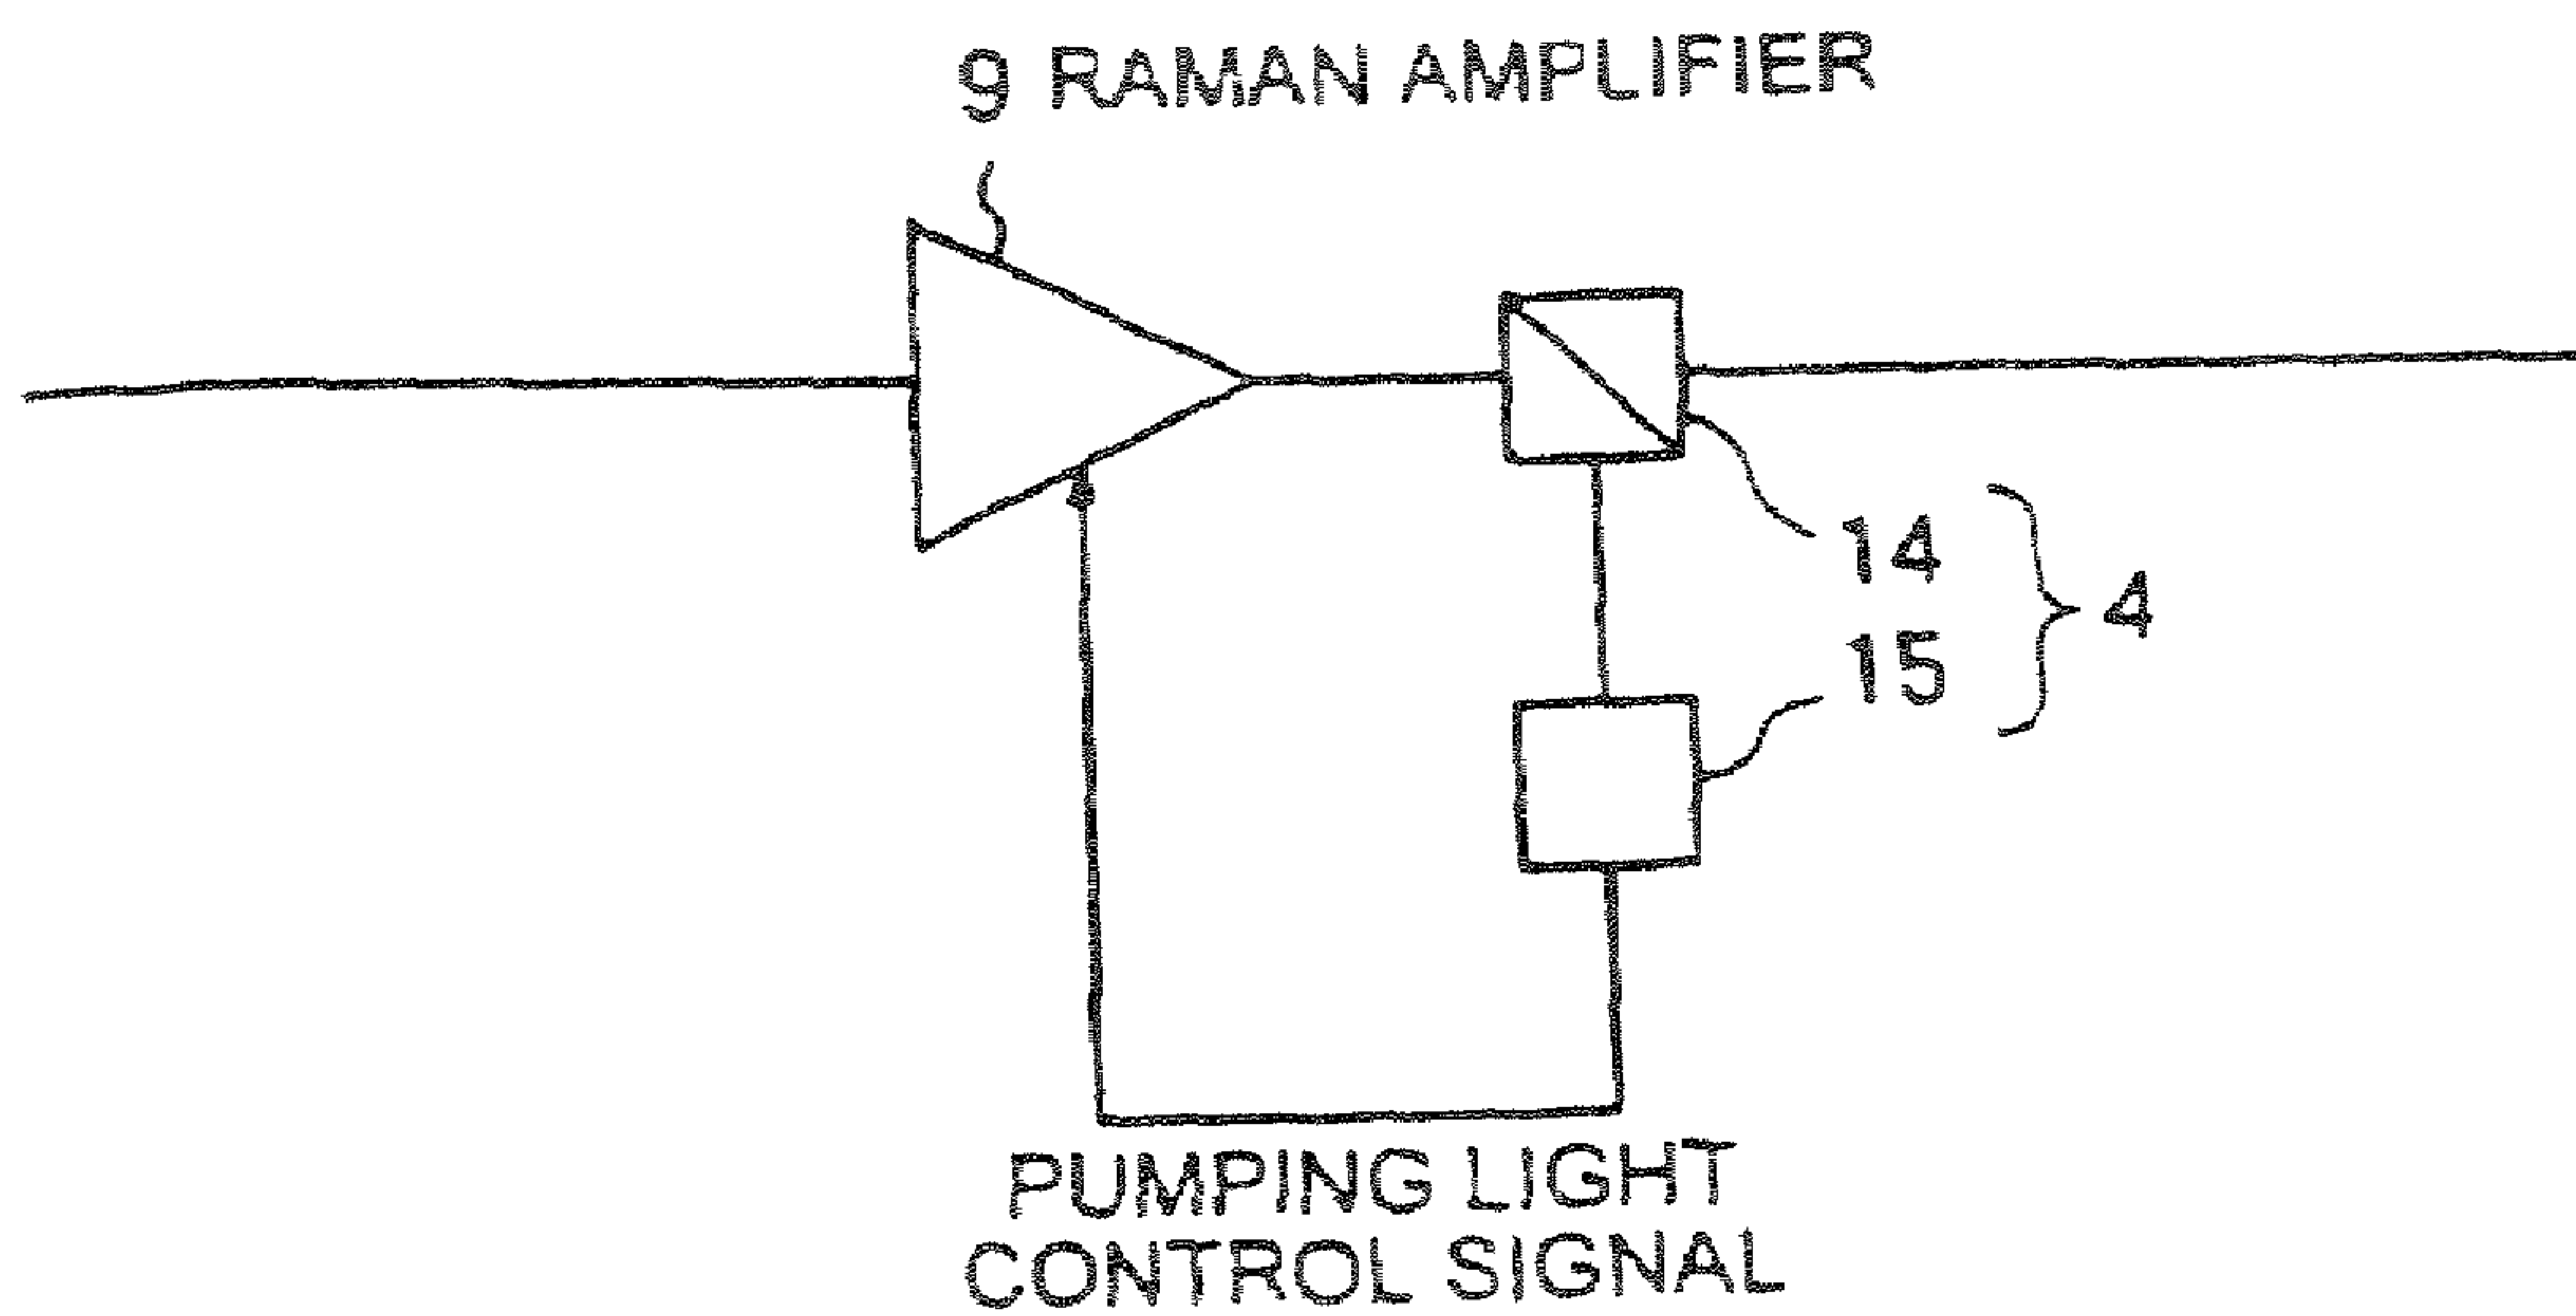 9 RAMAN AMPLIFIER
14
15
4
PUMPING LIGHT
CONTROL SIGNAL